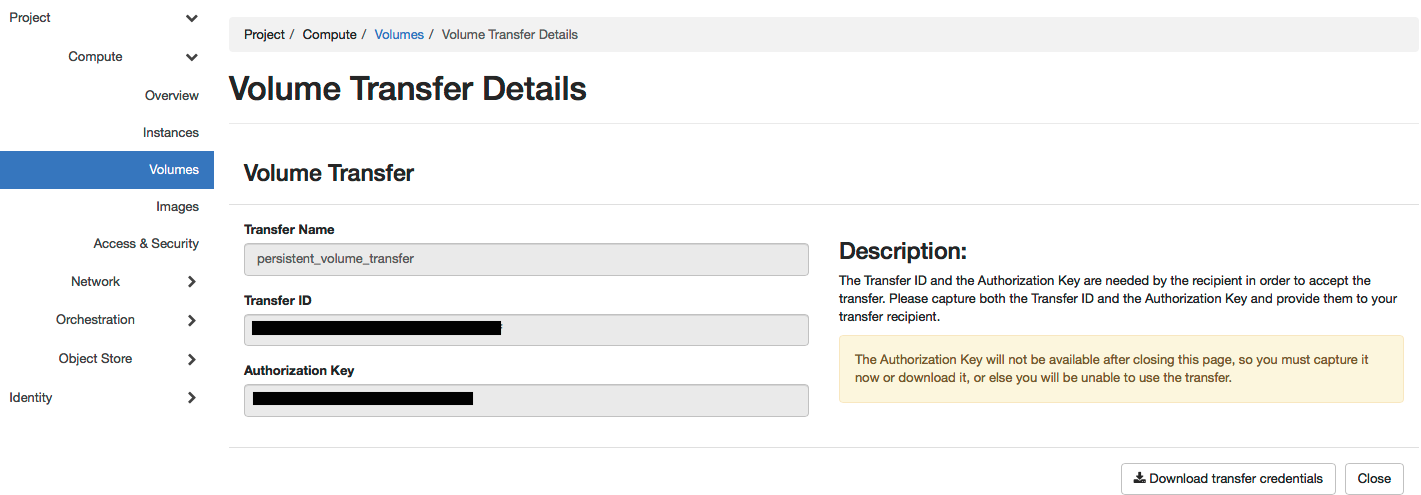 Project
Compute
Overview
Instances
Volumes
Images
Access & Security
Network
Orchestration
Object Store
Identity
Project / Compute / Volumes / Volume Transfer Details
Volume Transfer Details
Volume Transfer
Transfer Name
persistent_volume_transfer
Transfer ID
Authorization Key
Description:
The Transfer ID and the Authorization Key are needed by the recipient in order to accept the
transfer. Please capture both the Transfer ID and the Authorization Key and provide them to your
transfer recipient.
The Authorization Key will not be available after closing this page, so you must capture it
now or download it, or else you will be unable to use the transfer.
Download transfer credentials
Close